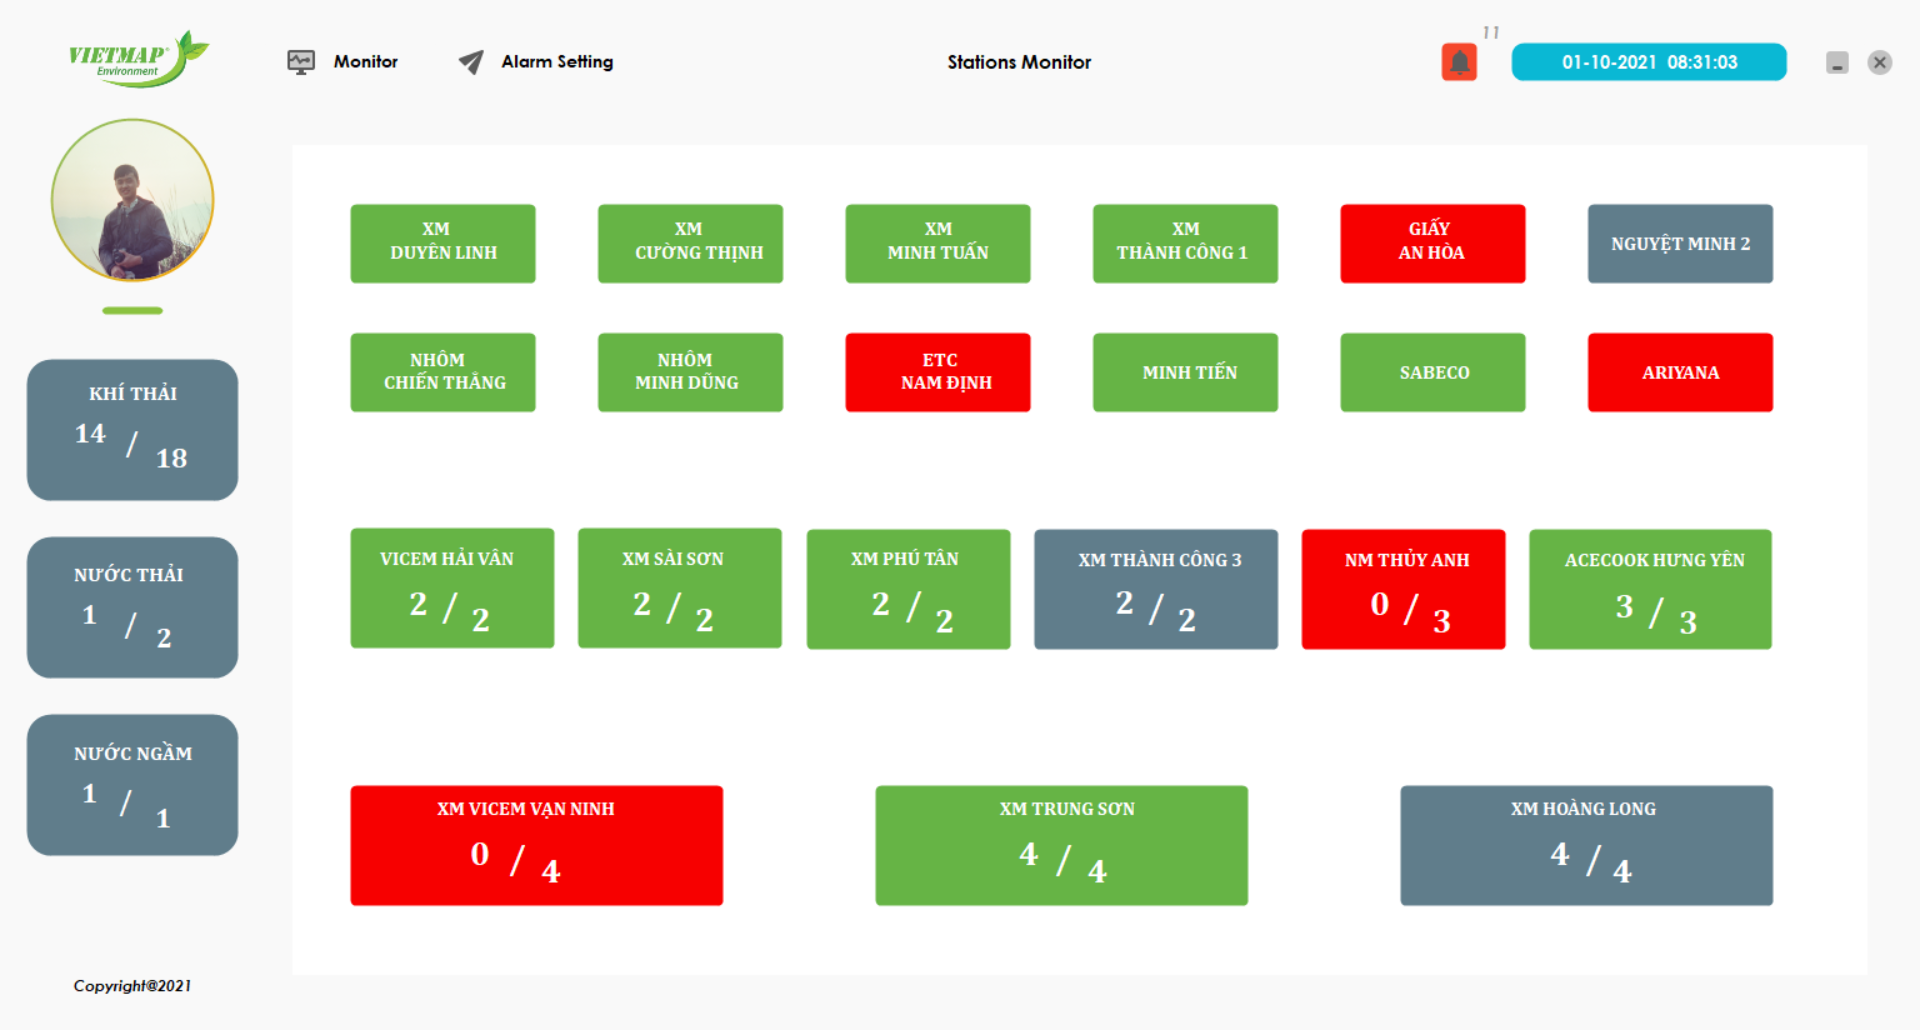 VIETMAP®
Environment
Monitor
Alarm Setting
Stations Monitor
11
01-10-2021 08:31:03
XM
DUYÊN LINH
XM
CƯỜNG THỊNH
XM
MINH TUẤN
XM
THÀNH CÔNG 1
GIẤY
AN HÒA
NGUYỆT MINH 2
NHÔM
CHIẾN THẮNG
NHÔM
MINH DŨNG
ETC
NAM ĐỊNH
MINH TIẾN
SABECO
ARIYANA
KHÍ THẢI
14 / 18
NƯỚC THẢI
1 / 2
NƯỚC NGẦM
1 / 1
VICEM HẢI VÂN
2 / 2
XM SÀI SƠN
2 / 2
XM PHÚ TÂN
2 / 2
XM THÀNH CÔNG 3
2 / 2
NM THỦY ANH
0 / 3
ACECOOK HƯNG YÊN
3 / 3
XM VICEM VẠN NINH
0 / 4
XM TRUNG SƠN
4 / 4
XM HOÀNG LONG
4 / 4
Copyright@2021